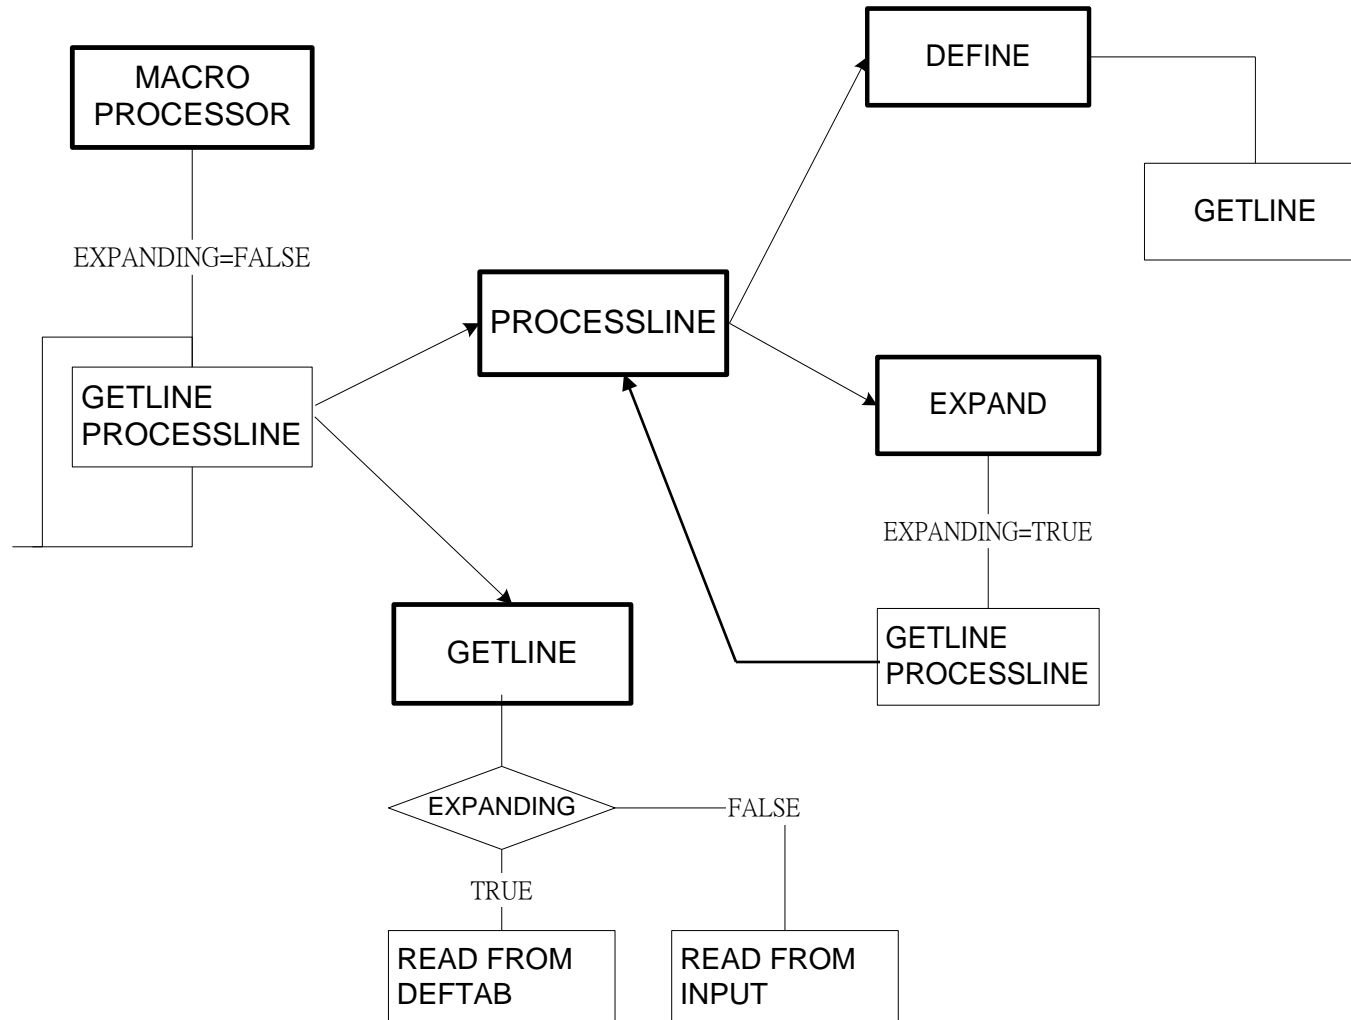 DEFINE
MACRO
PROCESSOR
GETLINE
EXPANDING=FALSE
PROCESSLINE
GETLINE
PROCESSLINE
EXPAND
EXPANDING=TRUE
GETLINE
GETLINE
PROCESSLINE
EXPANDING
FALSE
TRUE
READ FROM
DEFTAB
READ FROM
INPUT